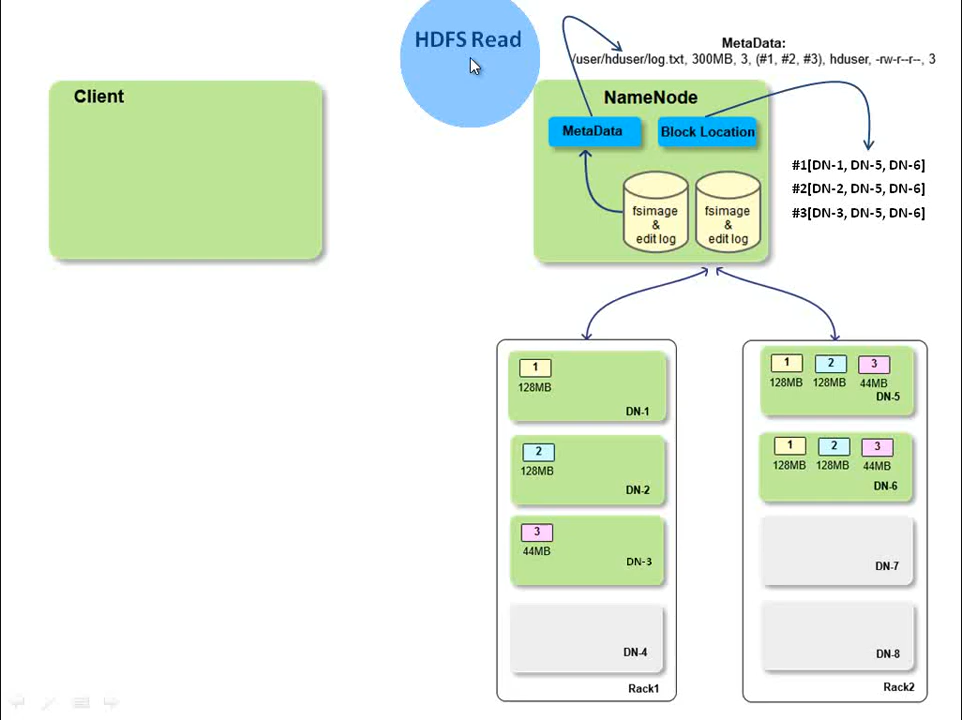 HDFS Read
MetaData:
/user/hduser/log.txt, 300MB, 3, (#1, #2, #3), hduser, -rw-r--r--, 3
Client
NameNode
MetaData
Block Location
#1[DN-1, DN-5, DN-6]
#2[DN-2, DN-5, DN-6]
#3[DN-3, DN-5, DN-6]
fsimage
&
edit log
fsimage
&
edit log
1
128MB
DN-1
2
128MB
DN-2
3
44MB
DN-3
DN-4
Rack1
1 2 3
128MB 128MB 44MB
DN-5
1 2 3
128MB 128MB 44MB
DN-6
DN-7
DN-8
Rack2